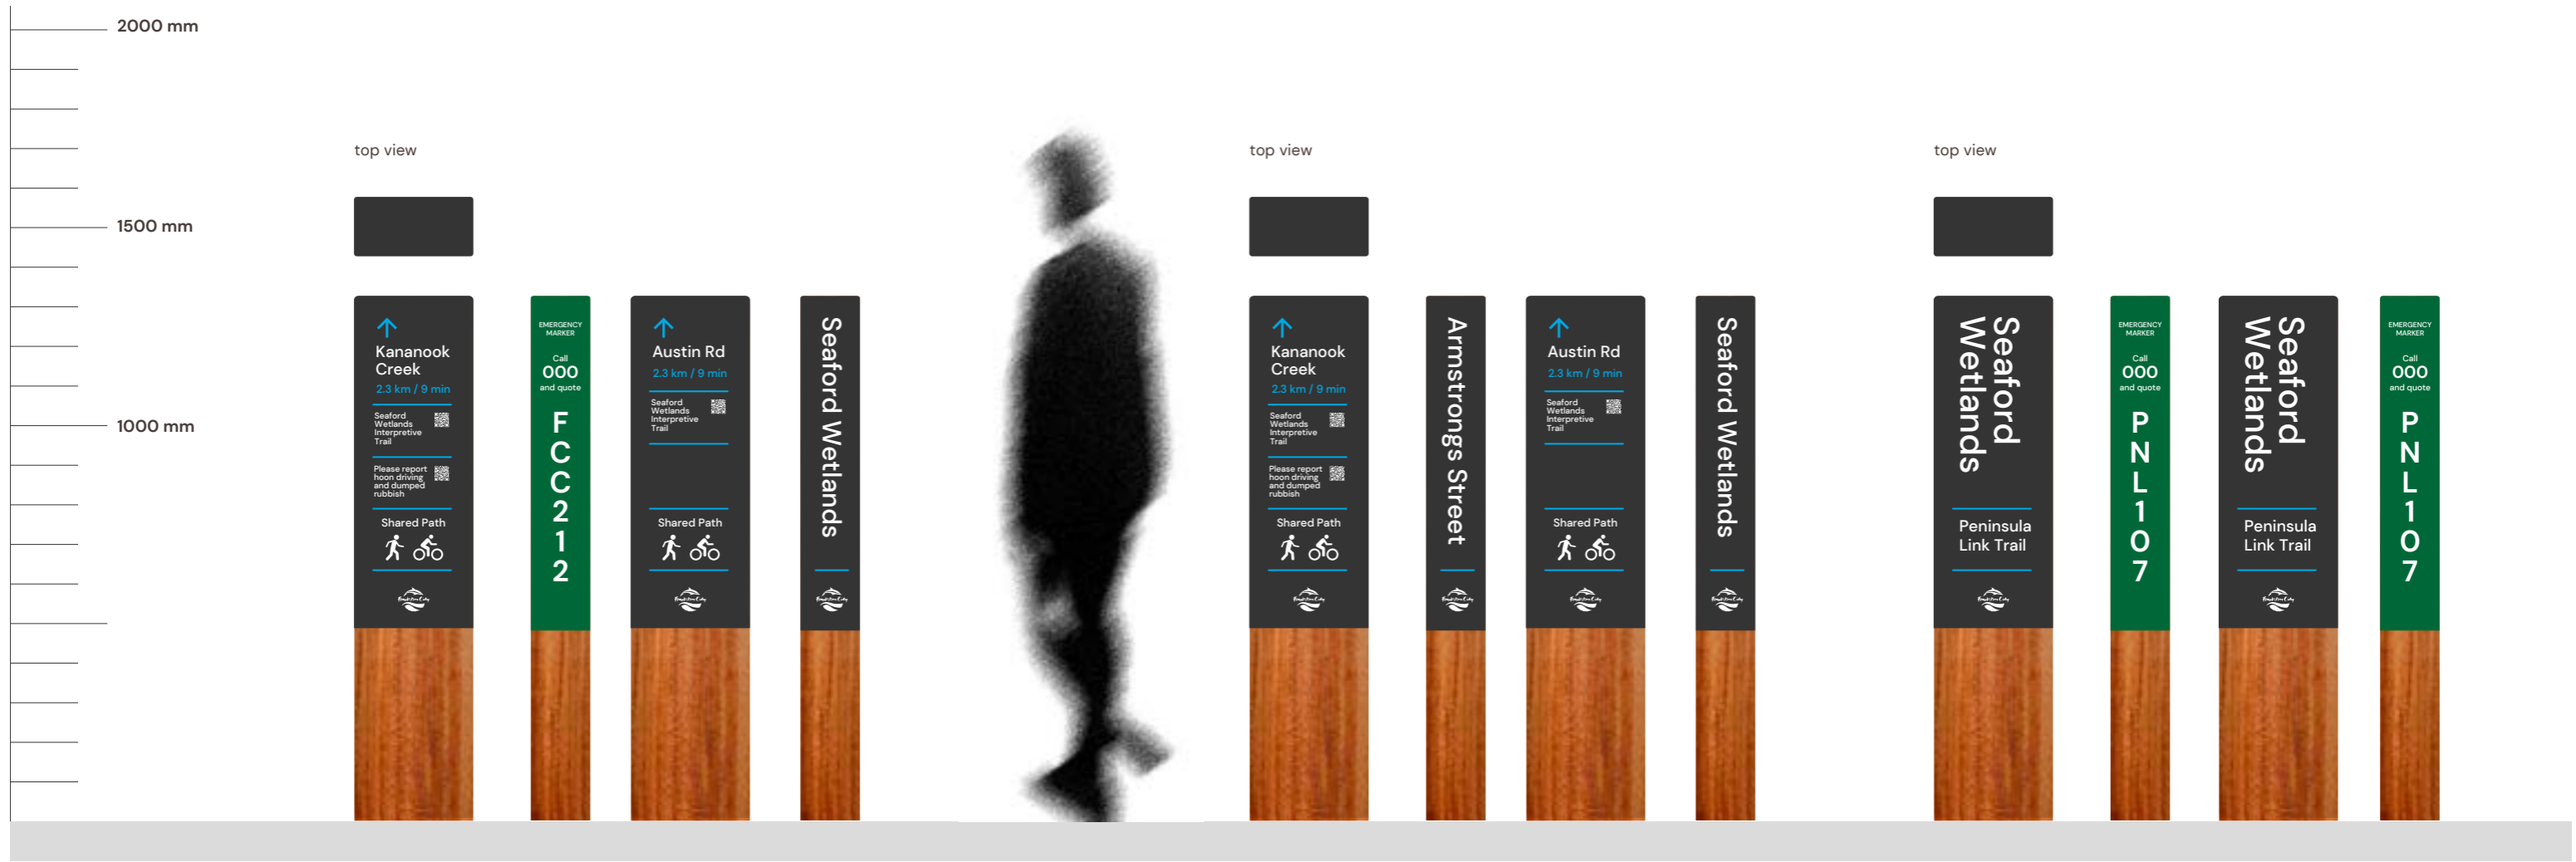 2000 mm
1500 mm
1000 mm
top view
Kananook
Creek
2.3 km / 9 min
Seaford
Wetlands
Interpretive
Trail
Please report
hoon driving
and dumped
rubbish
Shared Path
EMERGENCY
MARKER
Call
000
and quote
F
C
C
2
1
2
Austin Rd
2.3 km / 9 min
Seaford
Wetlands
Interpretive
Trail
Shared Path
Seaford Wetlands
top view
Kananook
Creek
2.3 km / 9 min
Seaford
Wetlands
Interpretive
Trail
Please report
hoon driving
and dumped
rubbish
Shared Path
Armstrongs Street
Austin Rd
2.3 km / 9 min
Seaford
Wetlands
Interpretive
Trail
Shared Path
Seaford Wetlands
top view
Seaford
Wetlands
Peninsula
Link Trail
EMERGENCY
MARKER
Call
000
and quote
P
N
L
1
0
7
Seaford
Wetlands
Peninsula
Link Trail
EMERGENCY
MARKER
Call
000
and quote
P
N
L
1
0
7